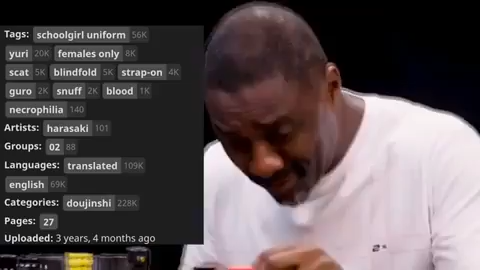 Tags: schoolgirl uniform 56K
yuri 20K females only 8K
scat 5K blindfold 5K strap-on 4K
guro 2K snuff 2K blood 1K
necrophilia 140
Artists: harasaki 101
Groups: 02 88
Languages: translated 109K
english 69K
Categories: doujinshi 228K
Pages: 27
Uploaded: 3 years, 4 months ago